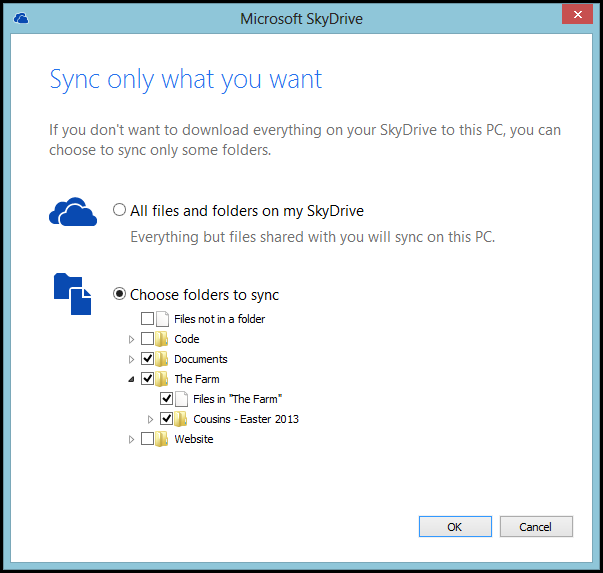 Microsoft SkyDrive
Sync only what you want
If you don't want to download everything on your SkyDrive to this PC, you can
choose to sync only some folders.
All files and folders on my SkyDrive
Everything but files shared with you will sync on this PC.
Choose folders to sync
Files not in a folder
Code
Documents
The Farm
Files in "The Farm"
Cousins - Easter 2013
Website
OK
Cancel